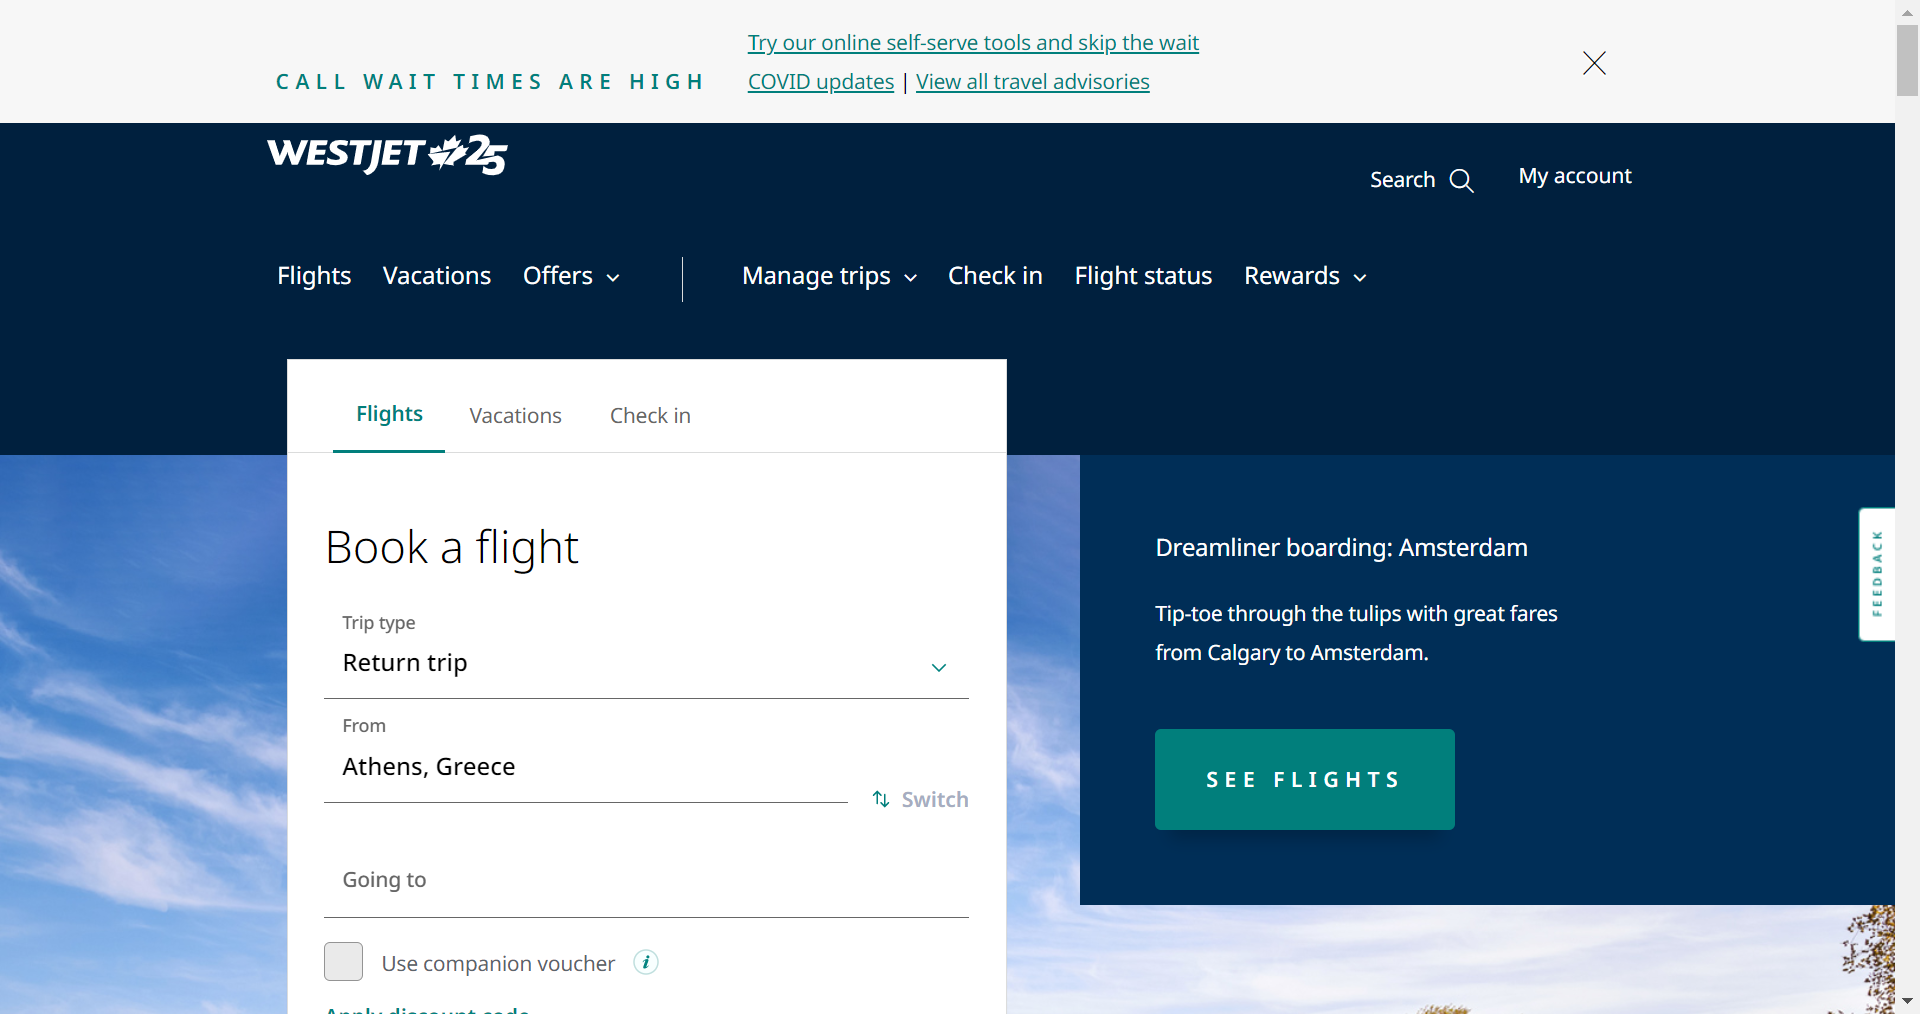 Try our online self-serve tools and skip the wait
CALL WAIT TIMES ARE HIGH
COVID updates | View all travel advisories
WESTJET 25
Search
My account
Flights Vacations Offers Manage trips Check in Flight status Rewards
Flights Vacations Check in
Book a flight
Trip type
Return trip
From
Athens, Greece
Switch
Going to
Use companion voucher i
Apply discount code
Dreamliner boarding: Amsterdam
Tip-toe through the tulips with great fares
from Calgary to Amsterdam.
SEE FLIGHTS
FEEDBACK